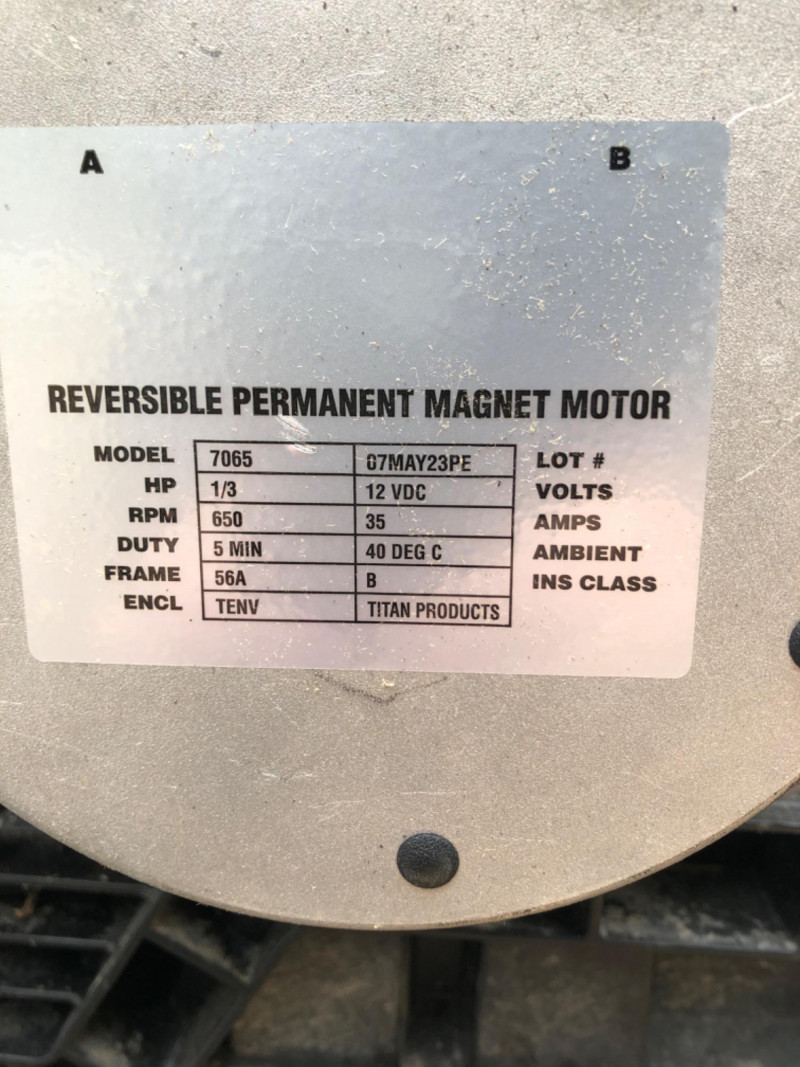 A B
REVERSIBLE PERMANENT MAGNET MOTOR
MODEL 7065 07MAY23PE LOT #
HP 1/3 12 VDC VOLTS
RPM 650 35 AMPS
DUTY 5 MIN 40 DEG C AMBIENT
FRAME 56A B INS CLASS
ENCL TENV TITAN PRODUCTS